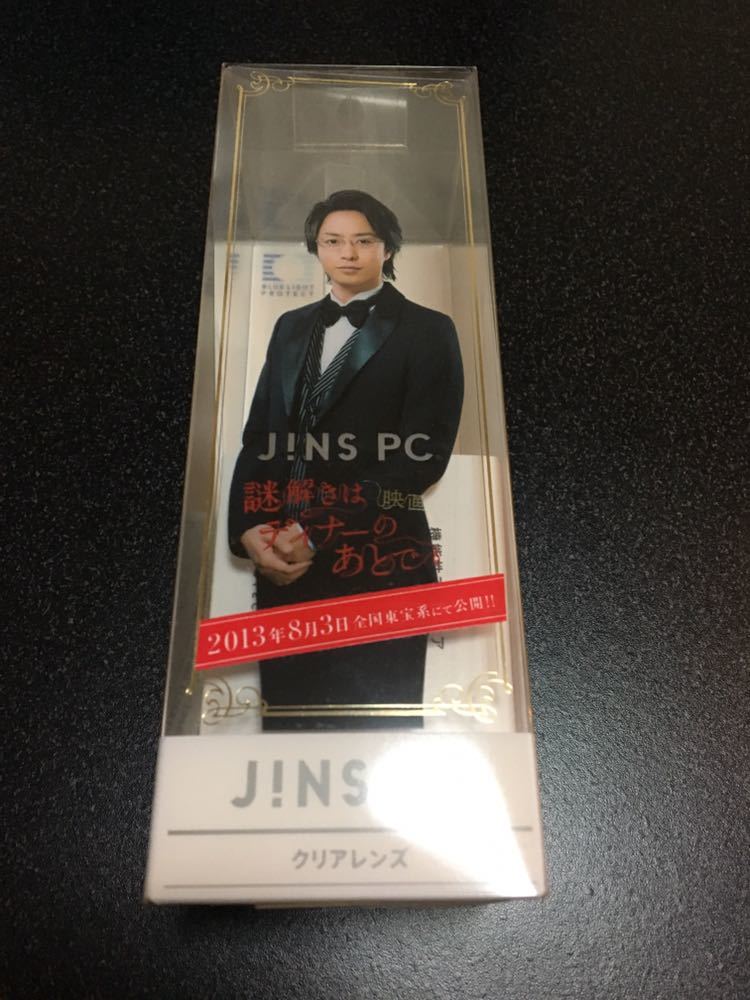 BLUE LIGHT
PROTECT
J!NS PC
謎解きは 映画
ディナーの
あとで
2013年8月3日全国東宝系にて公開!!
J!NS
クリアレンズ